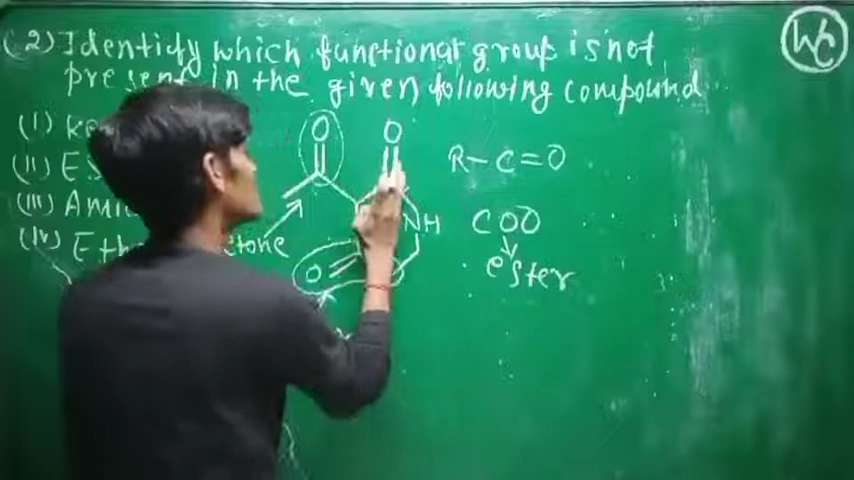 (2) Identify which functional group is not
present in the given following compound
(i) Ke
(ii) Es
(iii) Ami
(iv) Eth
O
O
R-C=O
NH
COO
ester
etone
O
WC